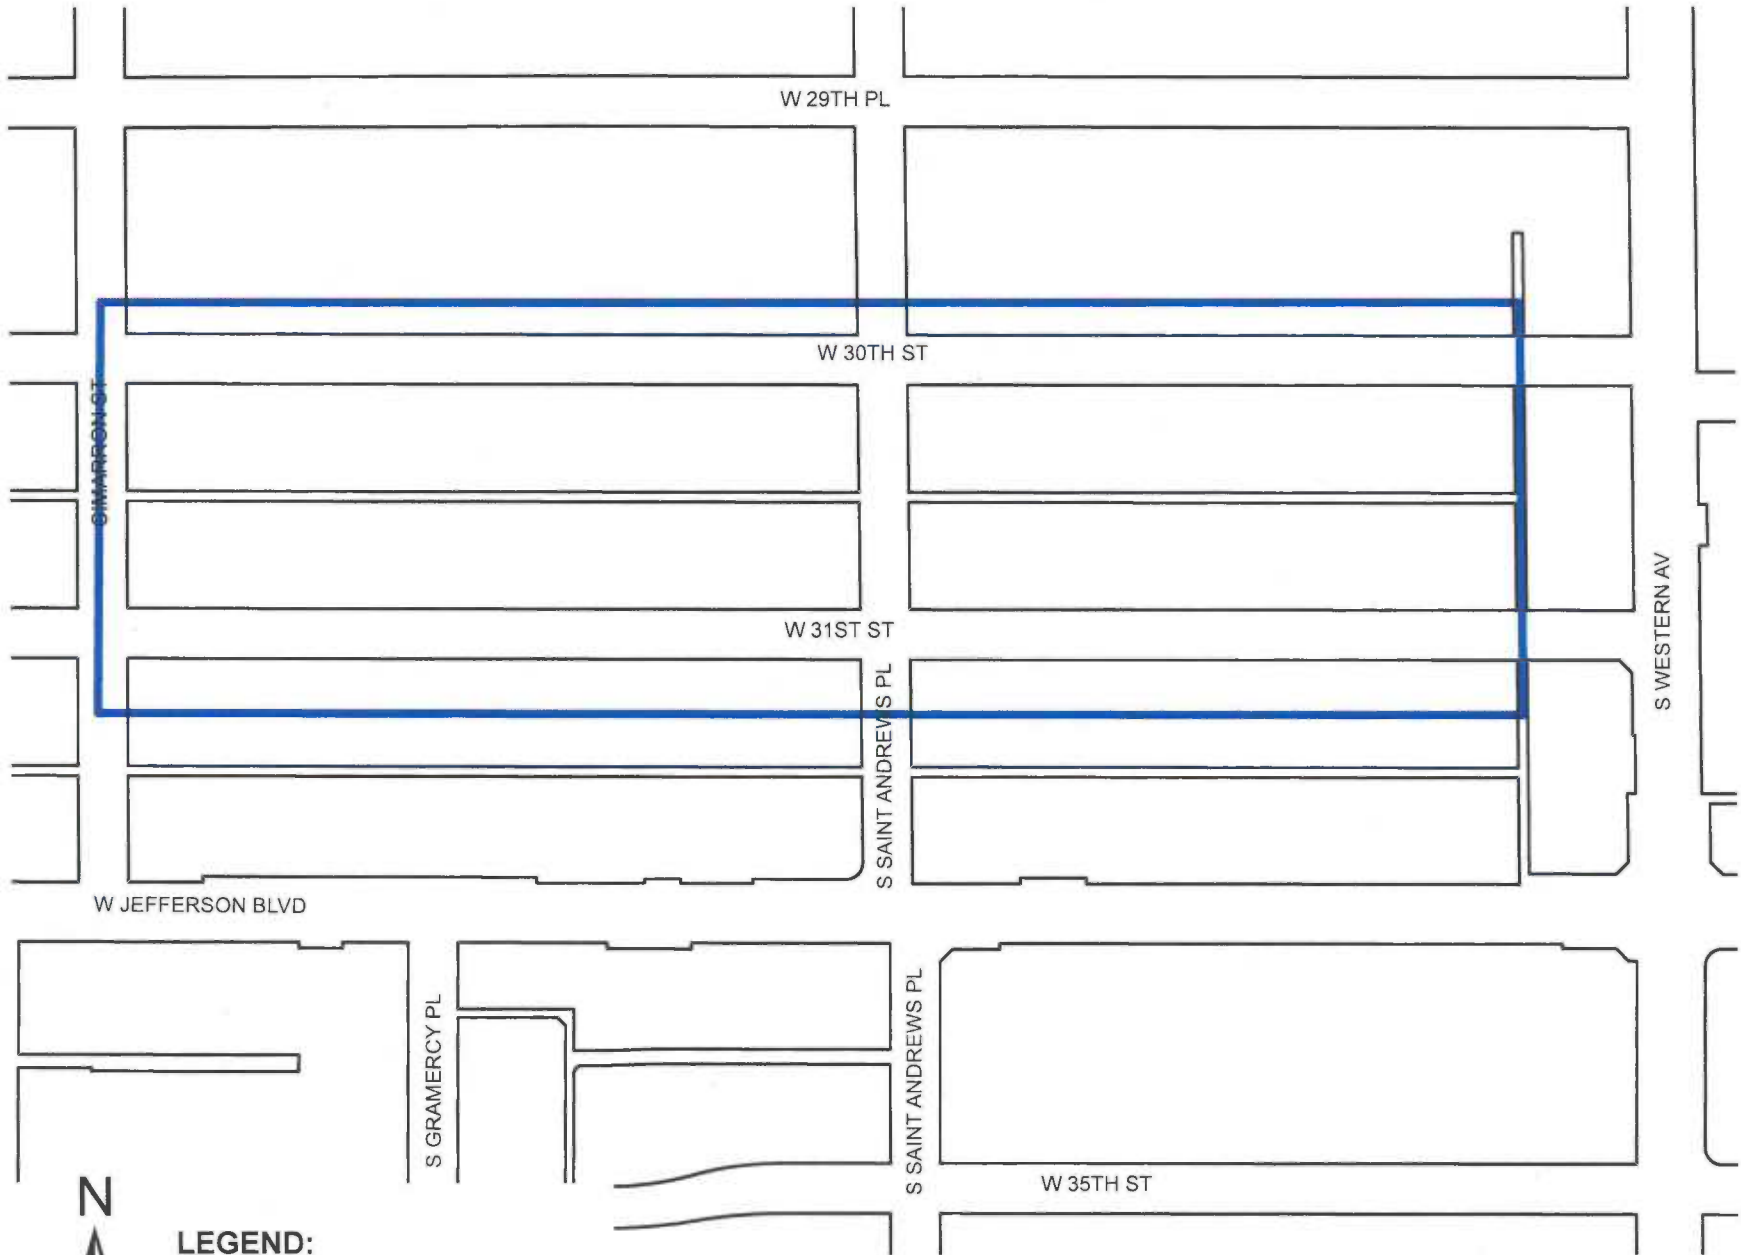 W 29TH PL
W 30TH ST
CIMARRON ST
W 31ST ST
S WESTERN AV
S SAINT ANDREWS PL
W JEFFERSON BLVD
S GRAMERCY PL
S SAINT ANDREWS PL
W 35TH ST
N
LEGEND: